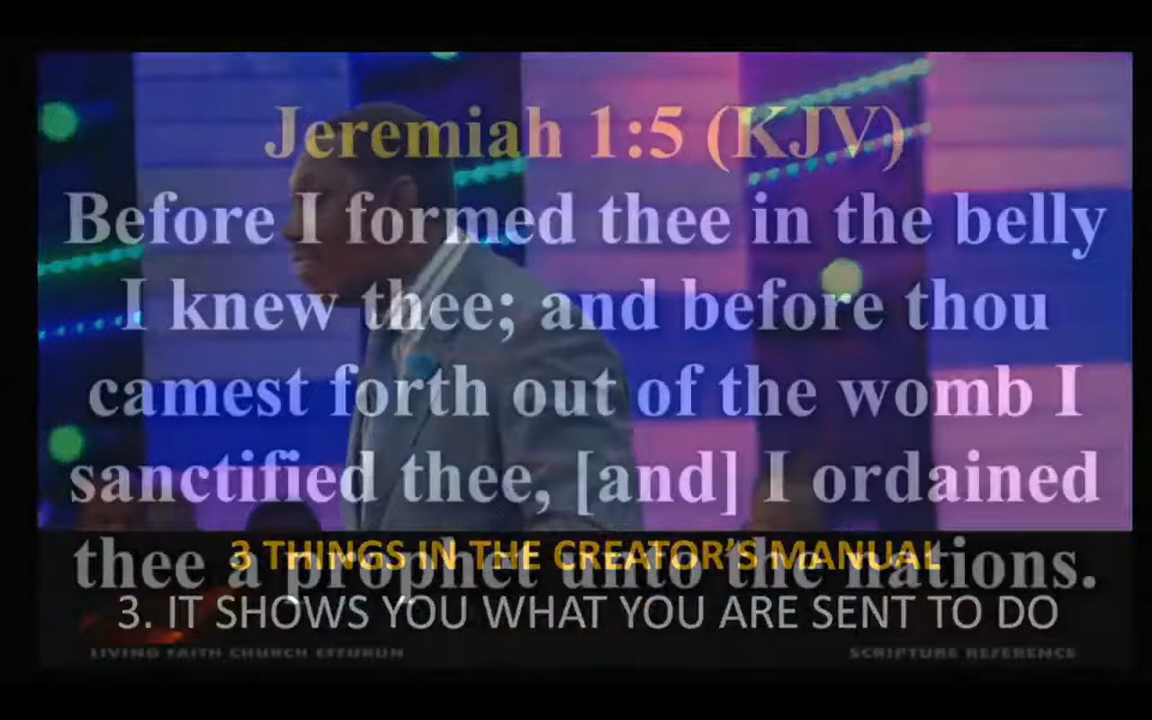 Jeremiah 1:5 (KJV)
Before I formed thee in the belly
I knew thee; and before thou
camest forth out of the womb I
sanctified thee, [and] I ordained
thee a prophet unto the nations.
3 THINGS IN THE CREATOR'S MANUAL
3. IT SHOWS YOU WHAT YOU ARE SENT TO DO
LIVING FAITH CHURCH EFFURUN
SCRIPTURE REFERENCE